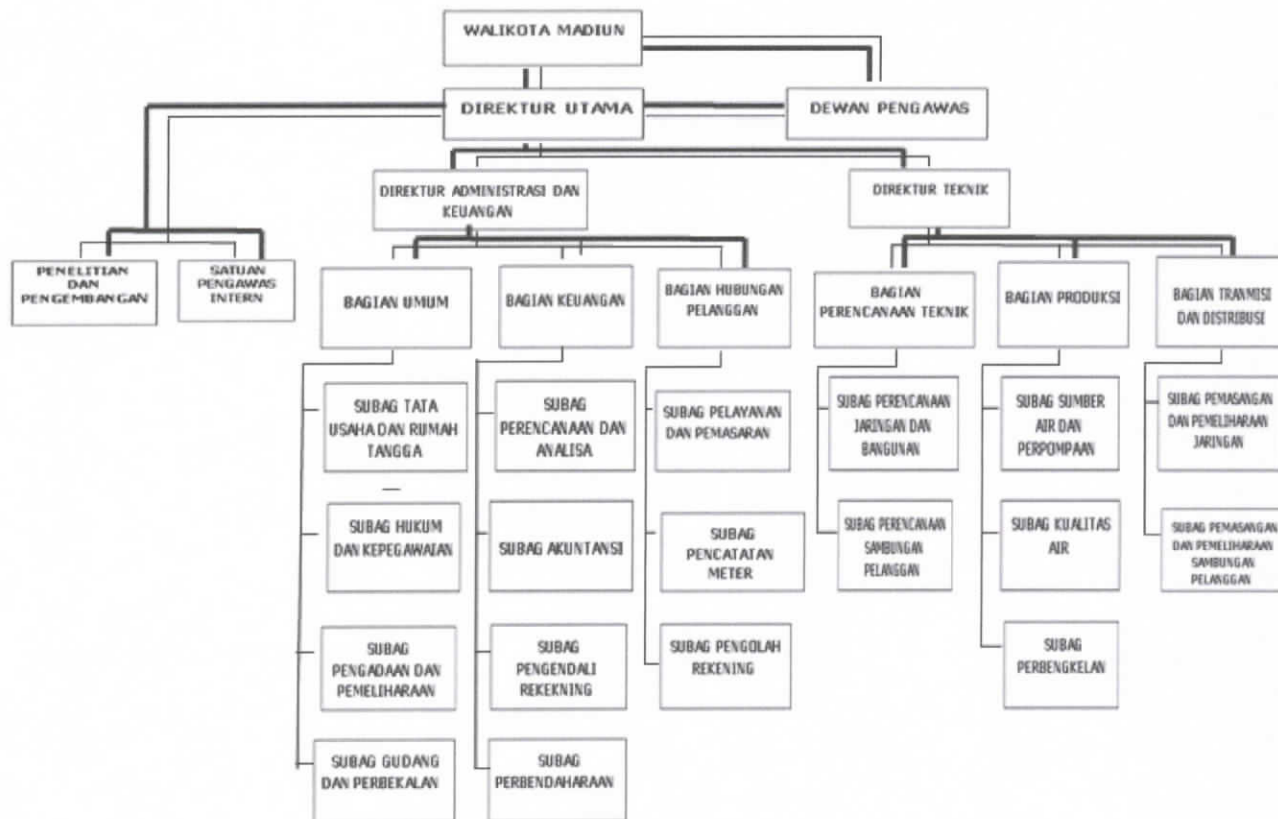 WALIKOTA MADIUN
DIREKTUR UTAMA
DEWAN PENGAWAS
DIREKTUR ADMINISTRASI DAN
KEUANGAN
DIREKTUR TEKNIK
PENELITIAN
DAN
PENGEMBANGAN
SATUAN
PENGAWAS
INTERN
BAGIAN UMUM
BAGIAN KEUANGAN
BAGIAN HUBUNGAN
PELANGGAN
BAGIAN
PERENCANAAN TEKNIK
BAGIAN PRODUKSI
BAGIAN TRANMISI
DAN DISTRIBUSI
SUBAG TATA
USAHA DAN RUMAH
TANGGA
SUBAG
PERENCANAAN DAN
ANALISA
SUBAG PELAYANAN
DAN PEMASARAN
SUBAG PERENCANAAN
JARINGAN DAN
BANGUNAN
SUBAG SUMBER
AIR DAN
PERPOMPAAN
SUBAG PEMASANGAN
DAN PEMELIHARAAN
JARINGAN
SUBAG HUKUM
DAN KEPEGAWAIAN
SUBAG AKUNTANSI
SUBAG
PENCATATAN
METER
SUBAG PERENCANAAN
SAMBUNGAN
PELANGGAN
SUBAG KUALITAS
AIR
SUBAG PEMASANGAN
DAN PEMELIHARAAN
SAMBUNGAN
PELANGGAN
SUBAG
PENGADAAN DAN
PEMELIHARAAN
SUBAG
PENGENDALI
REKEKNING
SUBAG PENGOLAH
REKENING
SUBAG
PERBENGKELAN
SUBAG GUDANG
DAN PERBEKALAN
SUBAG
PERBENDAHARAAN